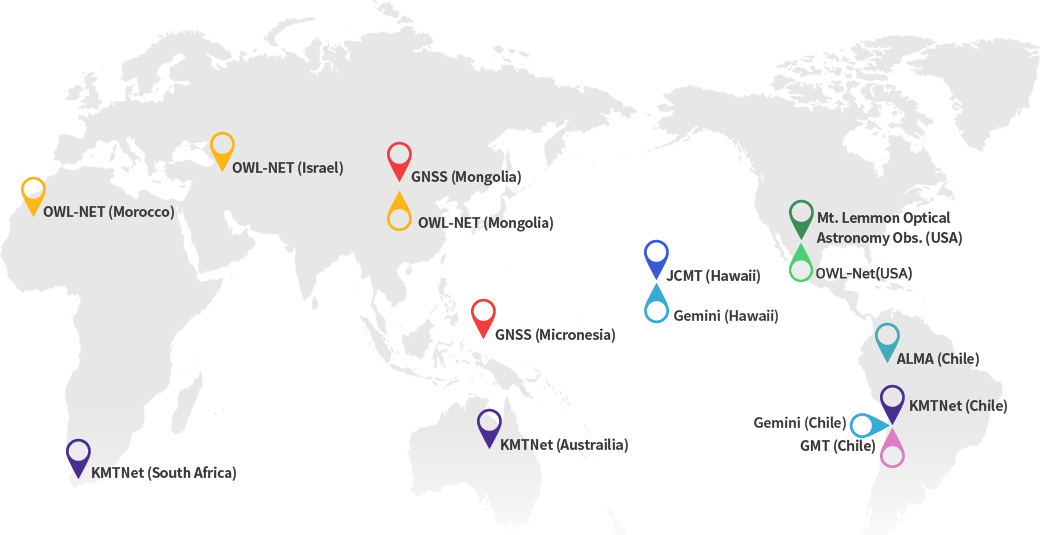 OWL-NET (Israel)
GNSS (Mongolia)
OWL-NET (Morocco)
OWL-NET (Mongolia)
Mt. Lemmon Optical
Astronomy Obs. (USA)
JCMT (Hawaii)
OWL-Net(USA)
Gemini (Hawaii)
GNSS (Micronesia)
ALMA (Chile)
KMTNet (Chile)
Gemini (Chile)
GMT (Chile)
KMTNet (Austrailia)
KMTNet (South Africa)